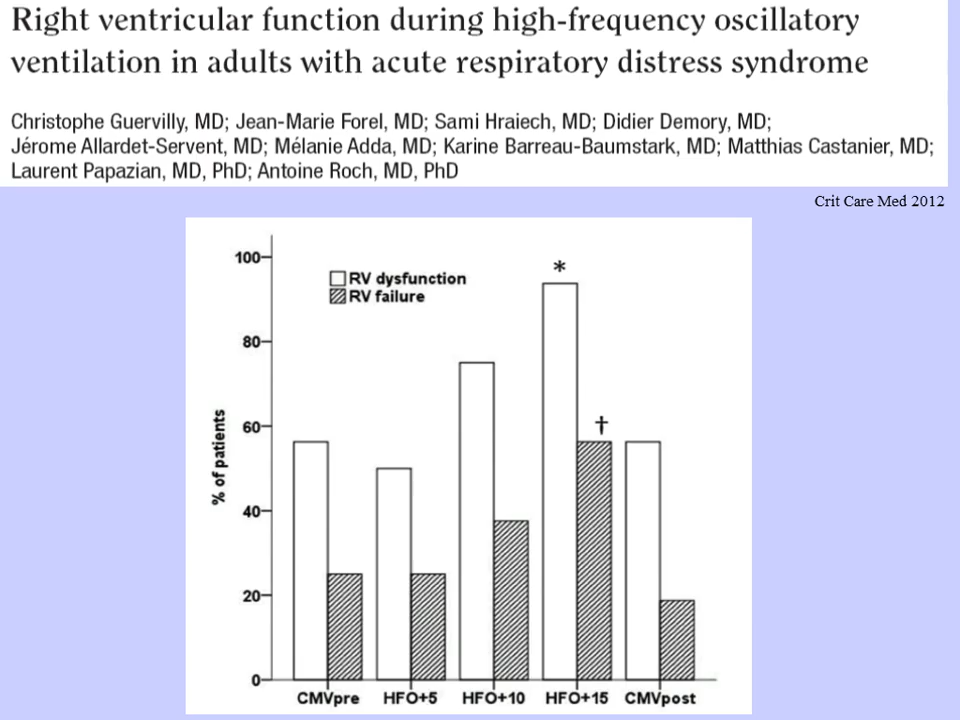 Right ventricular function during high-frequency oscillatory
ventilation in adults with acute respiratory distress syndrome
Christophe Guervilly, MD; Jean-Marie Forel, MD; Sami Hraiech, MD; Didier Demory, MD;
Jérome Allardet-Servent, MD; Mélanie Adda, MD; Karine Barreau-Baumstark, MD; Matthias Castanier, MD;
Laurent Papazian, MD, PhD; Antoine Roch, MD, PhD
Crit Care Med 2012
100
RV dysfunction
RV failure
*
80
†
60
% of patients
40
20
0
CMVpre HFO+5 HFO+10 HFO+15 CMVpost